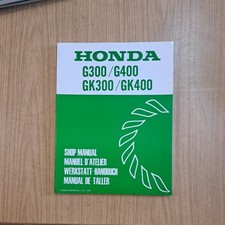 HONDA
G300/G400
GK300/GK400
SHOP MANUAL
MANUEL D'ATELIER
WERKSTATT-HANDBUCH
MANUAL DE TALLER